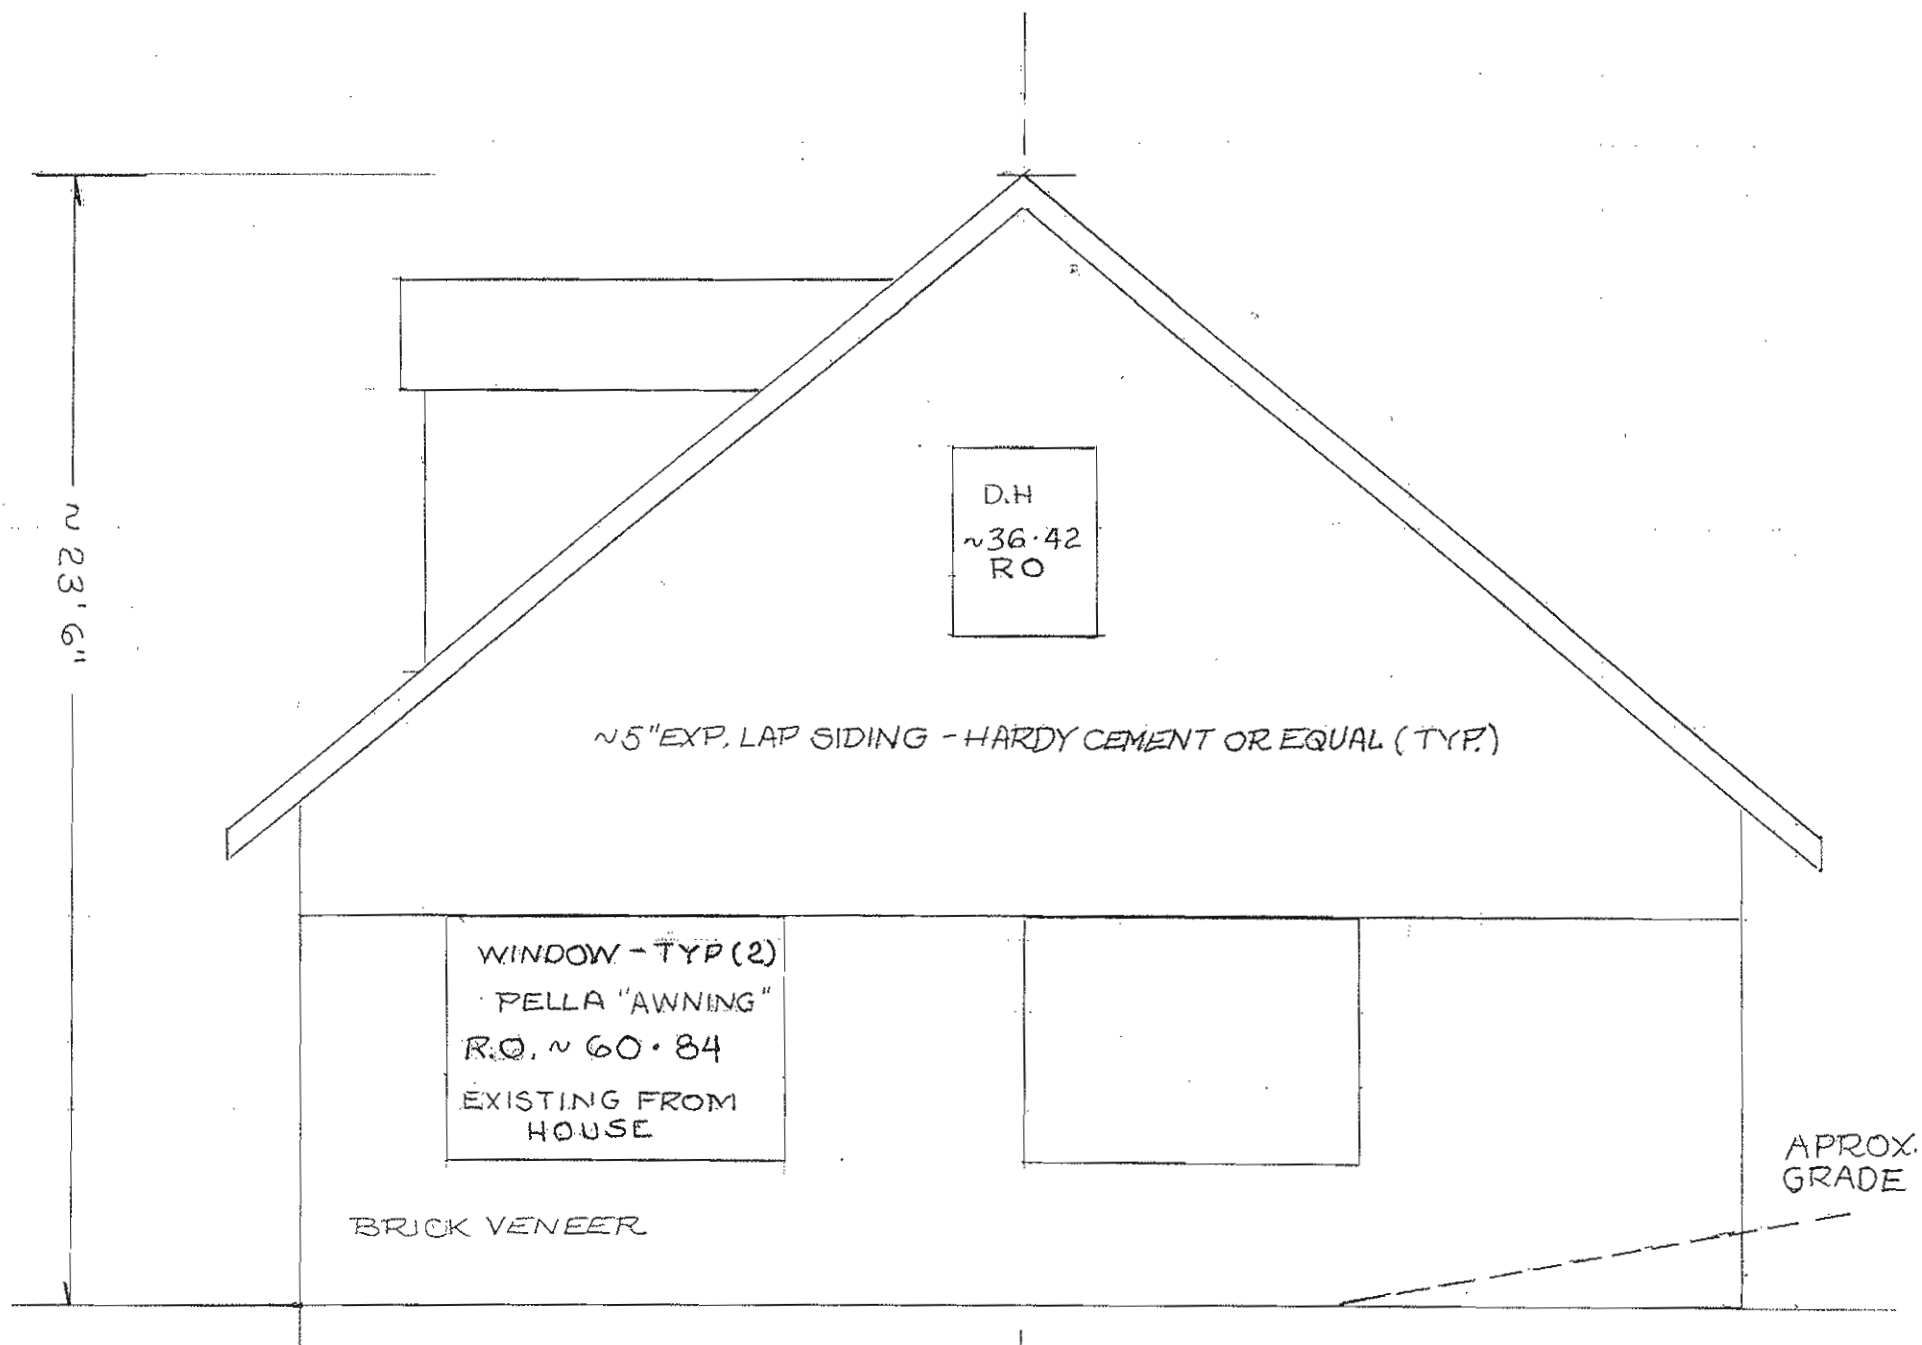 ~ 23' 6"
D.H
~36·42
RO
~5" EXP. LAP SIDING - HARDY CEMENT OR EQUAL (TYP.)
WINDOW - TYP (2)
PELLA "AWNING"
R.O. ~ 60 · 84
EXISTING FROM
HOUSE
BRICK VENEER
APROX.
GRADE